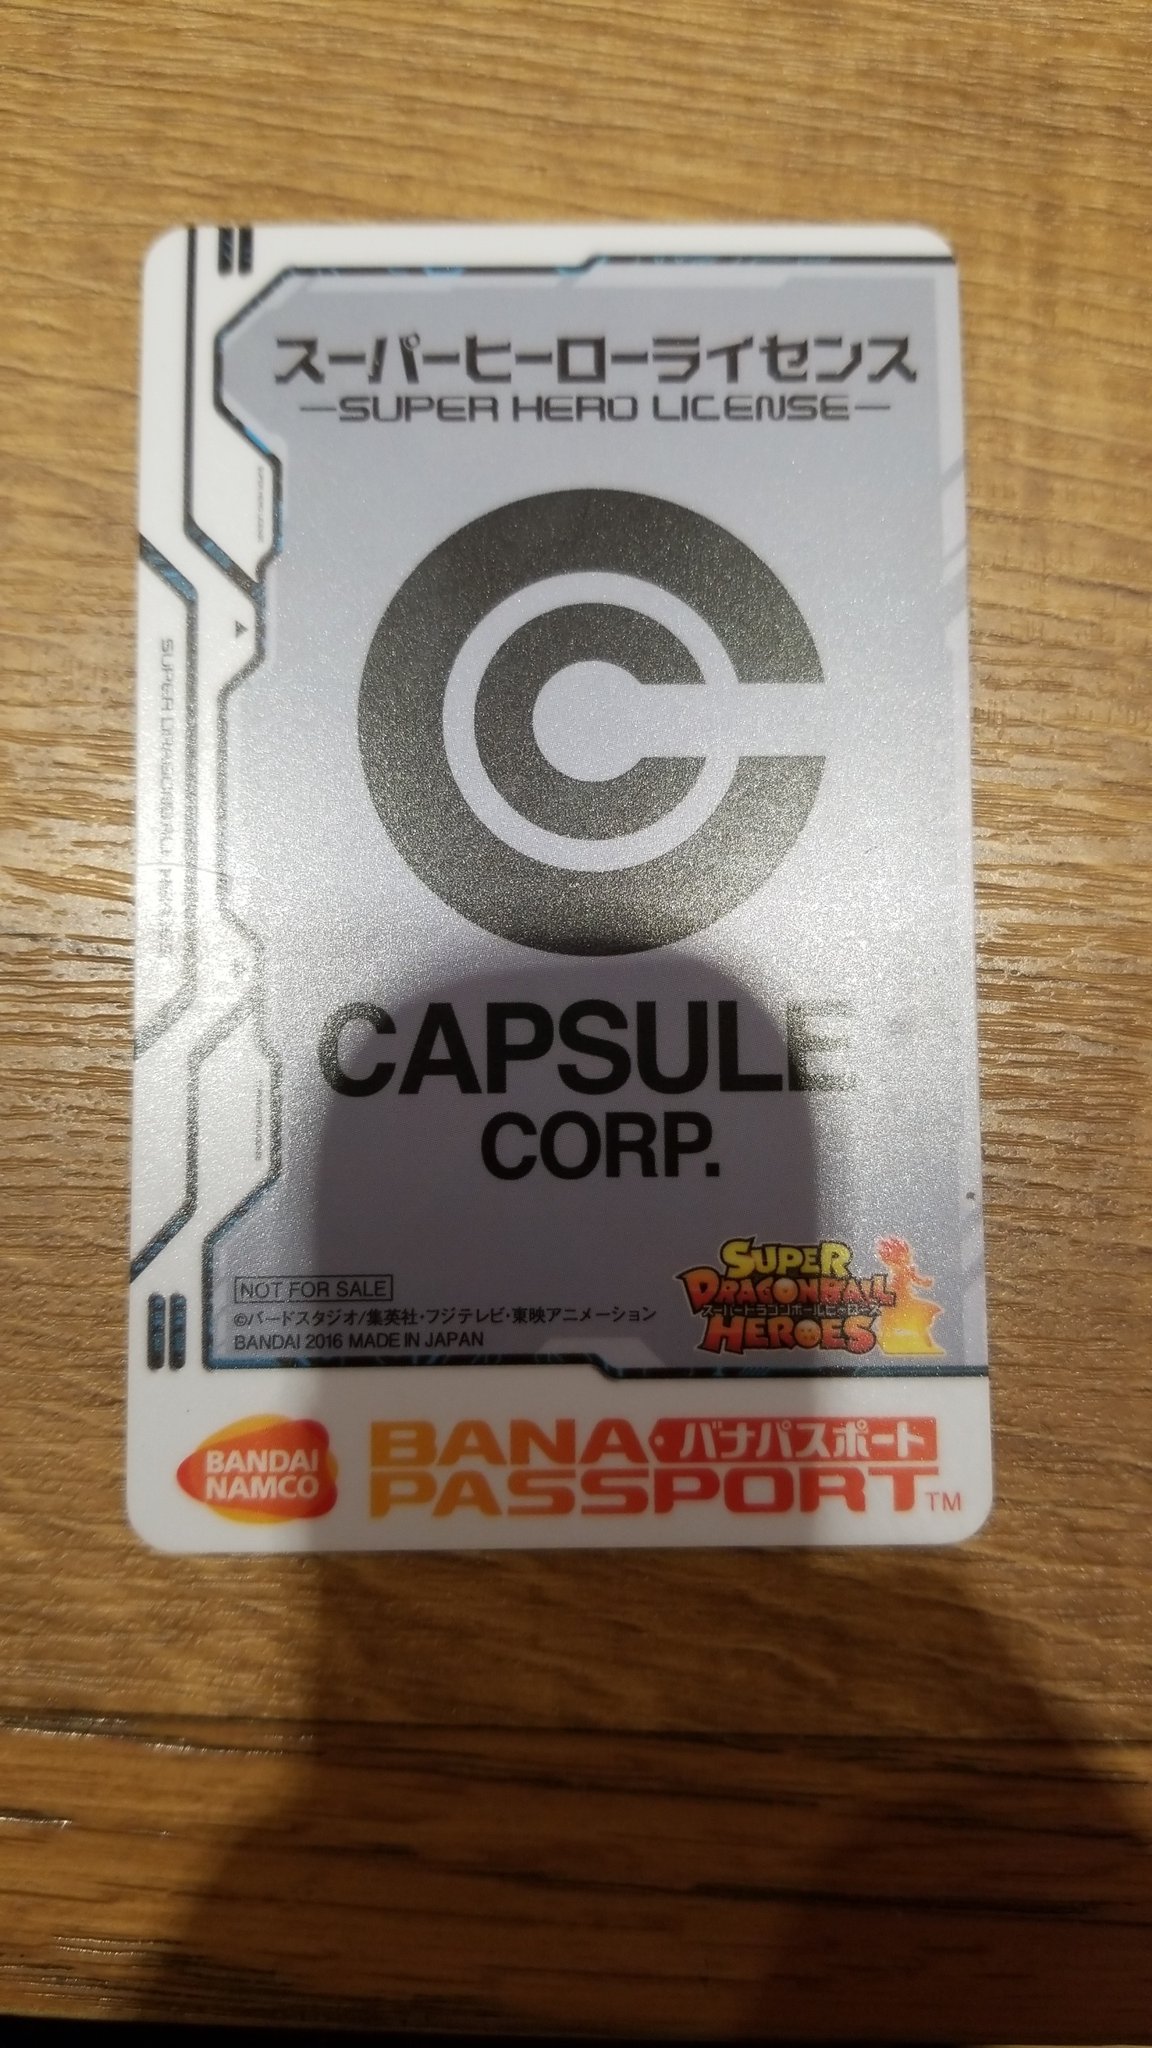 スーパーヒーローライセンス
—SUPER HERO LICENSE—
SUPER DRAGONBALL HEROES
CAPSULE
CORP.
NOT FOR SALE
©バードスタジオ/集英社・フジテレビ・東映アニメーション
BANDAI 2016 MADE IN JAPAN
SUPER
DRAGONBALL
スーパードラゴンボールヒーローズ
HEROES
BANDAI
NAMCO
BANA バナパスポート
PASSPORT™